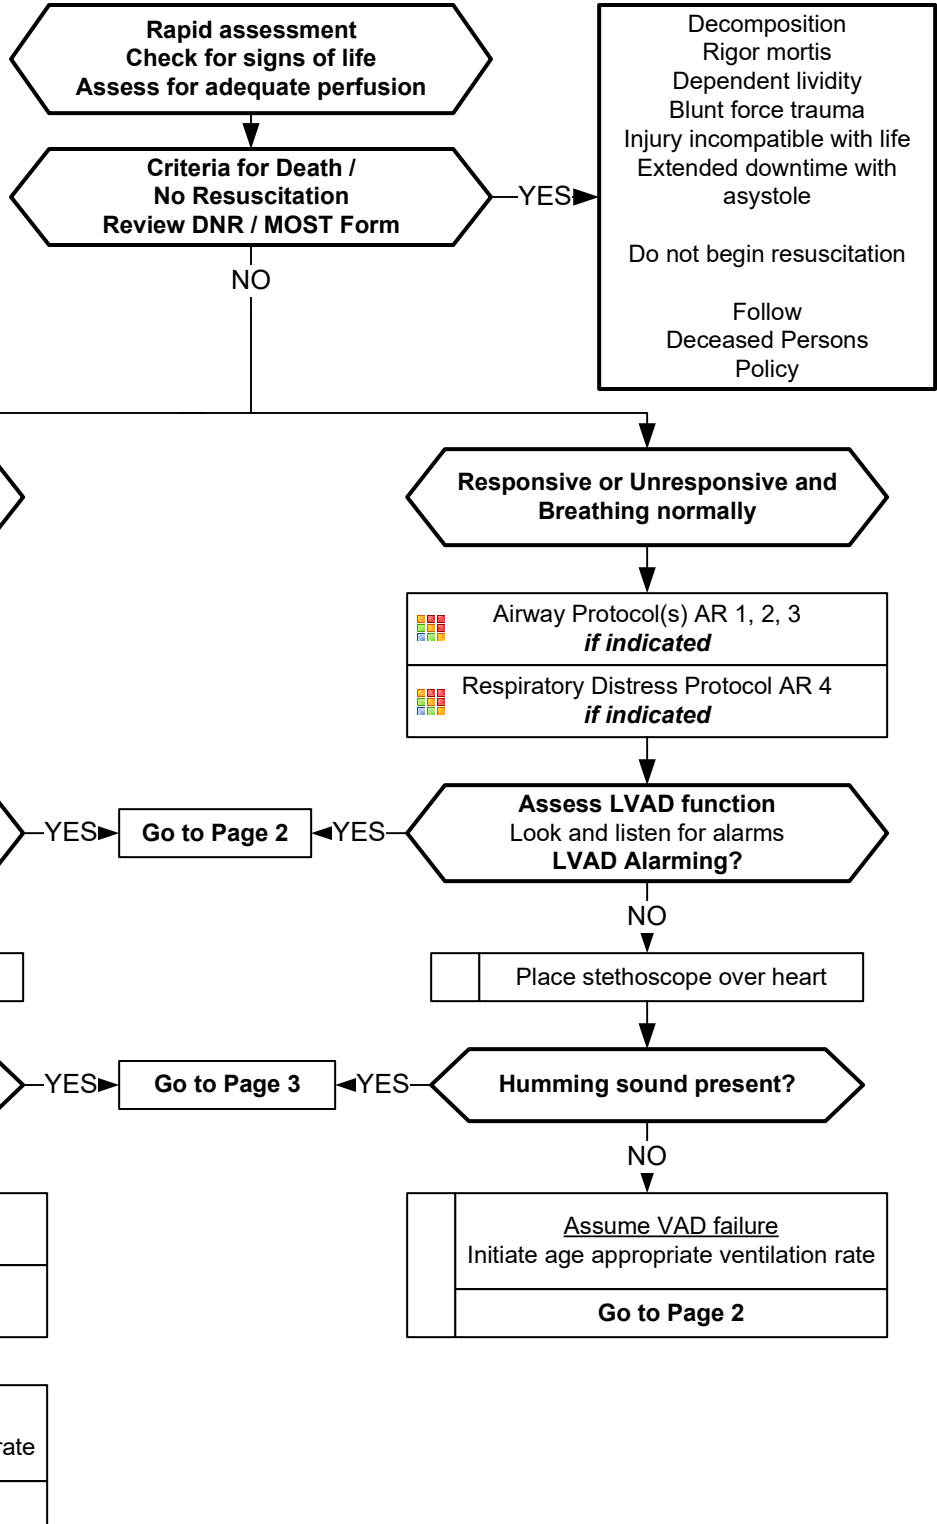 Rapid assessment
Check for signs of life
Assess for adequate perfusion
Decomposition
Rigor mortis
Dependent lividity
Blunt force trauma
Injury incompatible with life
Extended downtime with
asystole
Do not begin resuscitation
Follow
Deceased Persons
Policy
Criteria for Death /
No Resuscitation
Review DNR / MOST Form
YES
NO
Responsive or Unresponsive and
Breathing normally
Airway Protocol(s) AR 1, 2, 3
if indicated
Respiratory Distress Protocol AR 4
if indicated
Assess LVAD function
Look and listen for alarms
LVAD Alarming?
YES
Go to Page 2
YES
NO
Place stethoscope over heart
Humming sound present?
YES
Go to Page 3
YES
NO
Assume VAD failure
Initiate age appropriate ventilation rate
Go to Page 2
rate